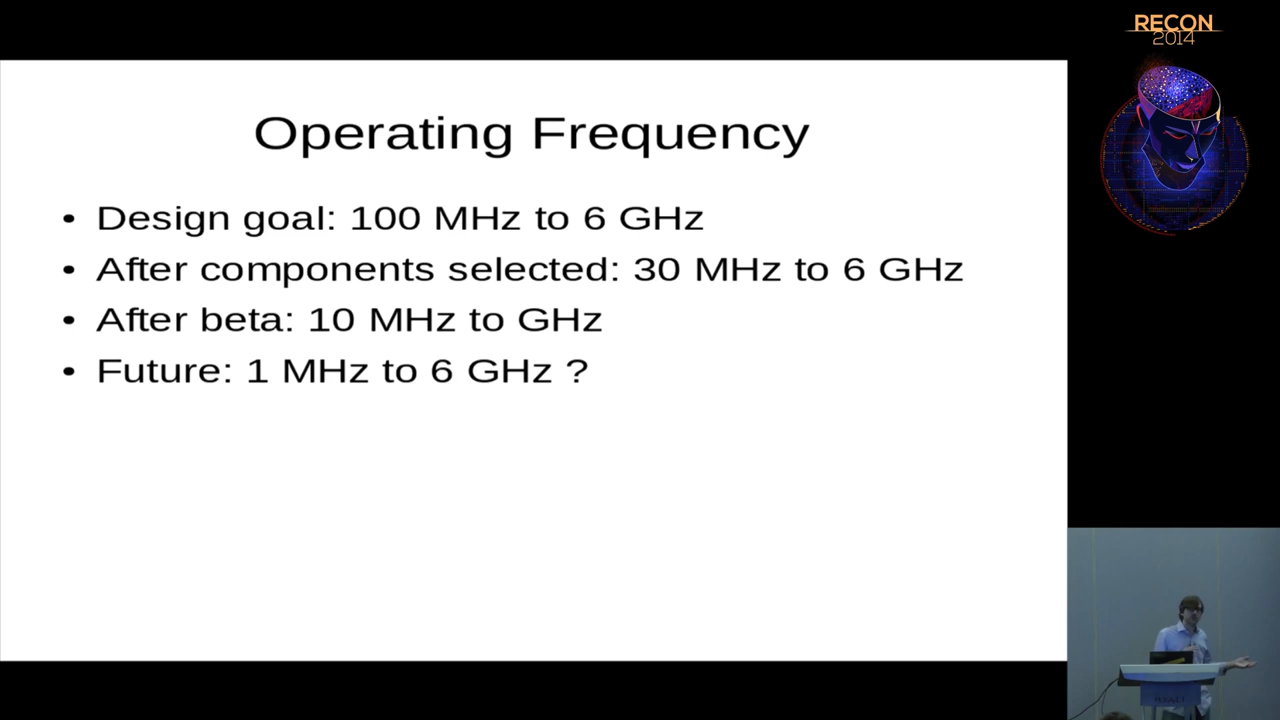 RECON
2014
Operating Frequency
• Design goal: 100 MHz to 6 GHz
• After components selected: 30 MHz to 6 GHz
• After beta: 10 MHz to GHz
• Future: 1 MHz to 6 GHz ?